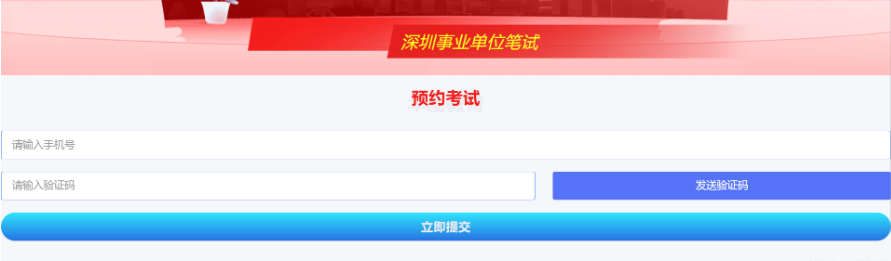 深圳事业单位笔试
预约考试
请输入手机号
请输入验证码
发送验证码
立即提交